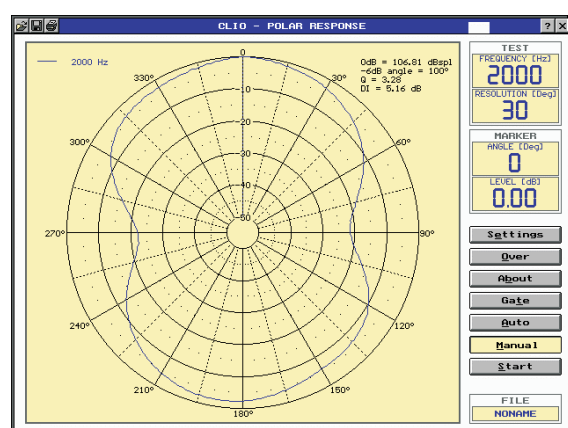 CLIO - POLAR RESPONSE
? X
2000 Hz
0dB = 106.81 dBspl
-6dB angle = 100°
Q = 3.28
DI = 5.16 dB
0
30°
60°
90°
120°
150°
180°
210°
240°
270°
300°
330°
-10
-20
-30
-40
-50
TEST
FREQUENCY [Hz]
2000
RESOLUTION [Deg]
30
MARKER
ANGLE [Deg]
0
LEVEL [dB]
0.00
Settings
Over
About
Gate
Auto
Manual
Start
FILE
NONAME